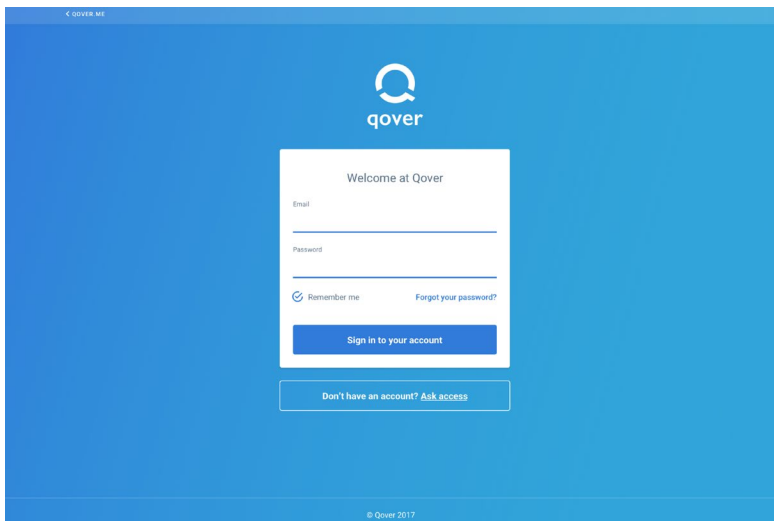 < QOVER.ME
qover
Welcome at Qover
Email
Password
Remember me
Forgot your password?
Sign in to your account
Don't have an account? Ask access
© Qover 2017